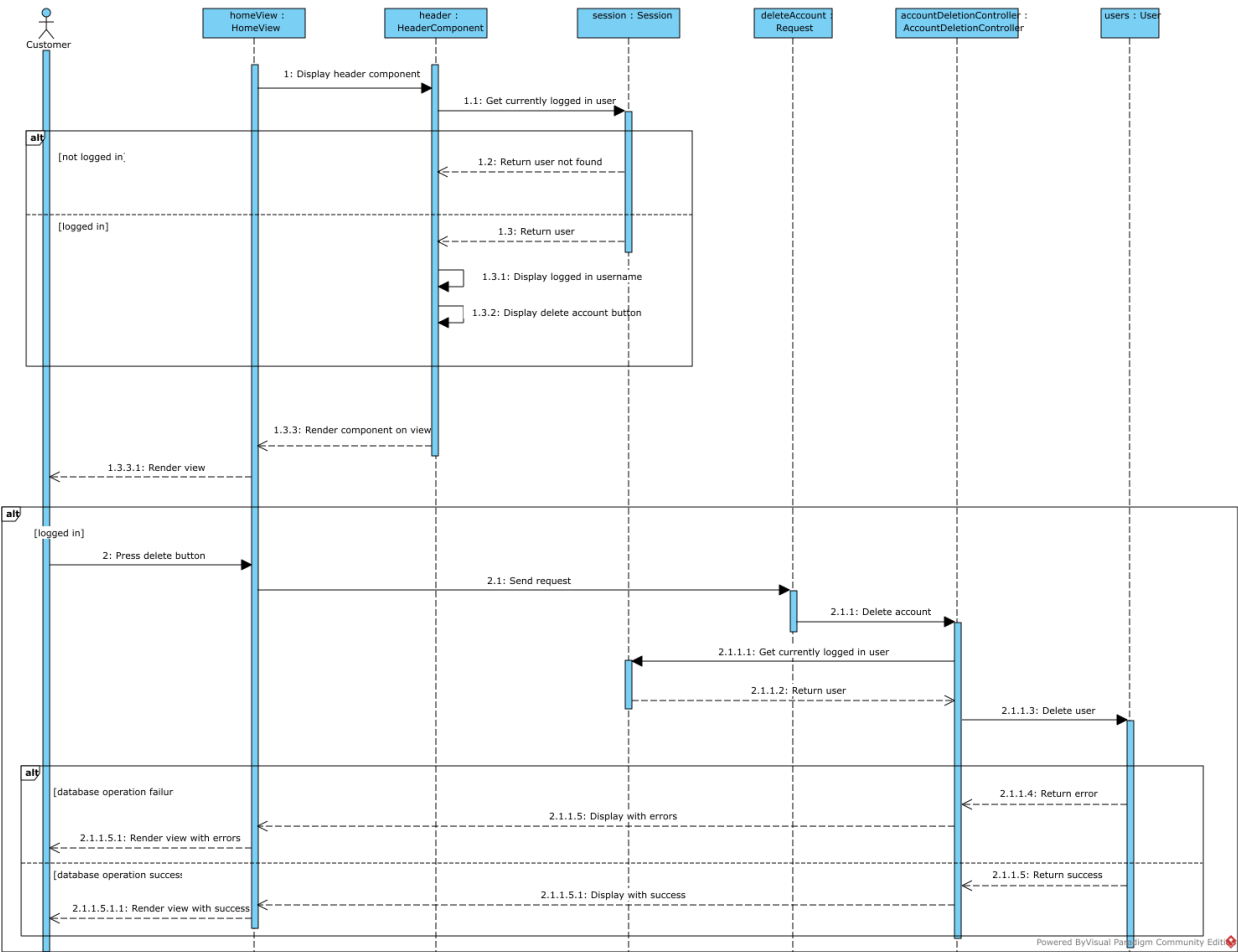 homeView :
HomeView
header :
HeaderComponent
session : Session
deleteAccount :
Request
accountDeletionController :
AccountDeletionController
users : User
Customer
1: Display header component
1.1: Get currently logged in user
alt
[not logged in]
1.2: Return user not found
[logged in]
1.3: Return user
1.3.1: Display logged in username
1.3.2: Display delete account button
1.3.3: Render component on view
1.3.3.1: Render view
alt
[logged in]
2: Press delete button
2.1: Send request
2.1.1: Delete account
2.1.1.1: Get currently logged in user
2.1.1.2: Return user
2.1.1.3: Delete user
alt
[database operation failur
2.1.1.4: Return error
2.1.1.5: Display with errors
2.1.1.5.1: Render view with errors
[database operation success
2.1.1.5: Return success
2.1.1.5.1: Display with success
2.1.1.5.1.1: Render view with success
Powered By Visual Paradigm Community Editi